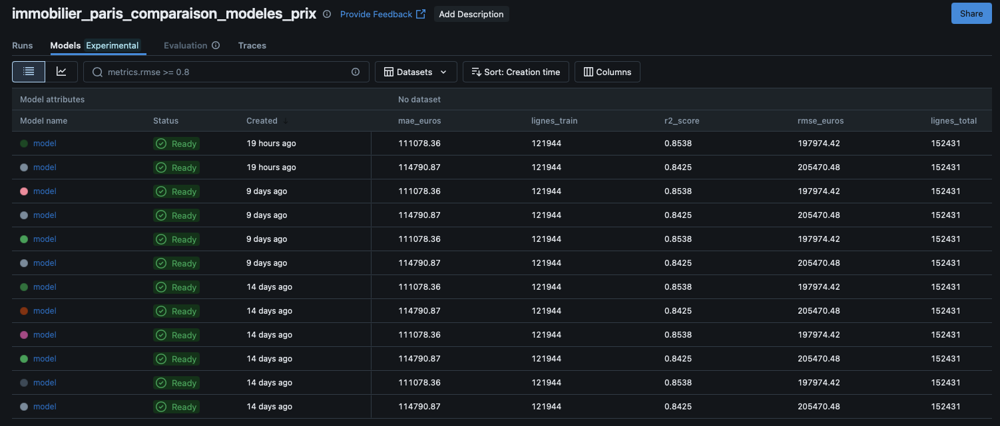 immobilier_paris_comparaison_modeles_prix Provide Feedback Add Description Share
Runs Models Experimental Evaluation Traces
metrics.rmse >= 0.8 Datasets Sort: Creation time Columns
Model attributes No dataset
Model name Status Created mae_euros lignes_train r2_score rmse_euros lignes_total
model Ready 19 hours ago 111078.36 121944 0.8538 197974.42 152431
model Ready 19 hours ago 114790.87 121944 0.8425 205470.48 152431
model Ready 9 days ago 111078.36 121944 0.8538 197974.42 152431
model Ready 9 days ago 114790.87 121944 0.8425 205470.48 152431
model Ready 9 days ago 111078.36 121944 0.8538 197974.42 152431
model Ready 9 days ago 114790.87 121944 0.8425 205470.48 152431
model Ready 14 days ago 111078.36 121944 0.8538 197974.42 152431
model Ready 14 days ago 114790.87 121944 0.8425 205470.48 152431
model Ready 14 days ago 111078.36 121944 0.8538 197974.42 152431
model Ready 14 days ago 114790.87 121944 0.8425 205470.48 152431
model Ready 14 days ago 111078.36 121944 0.8538 197974.42 152431
model Ready 14 days ago 114790.87 121944 0.8425 205470.48 152431